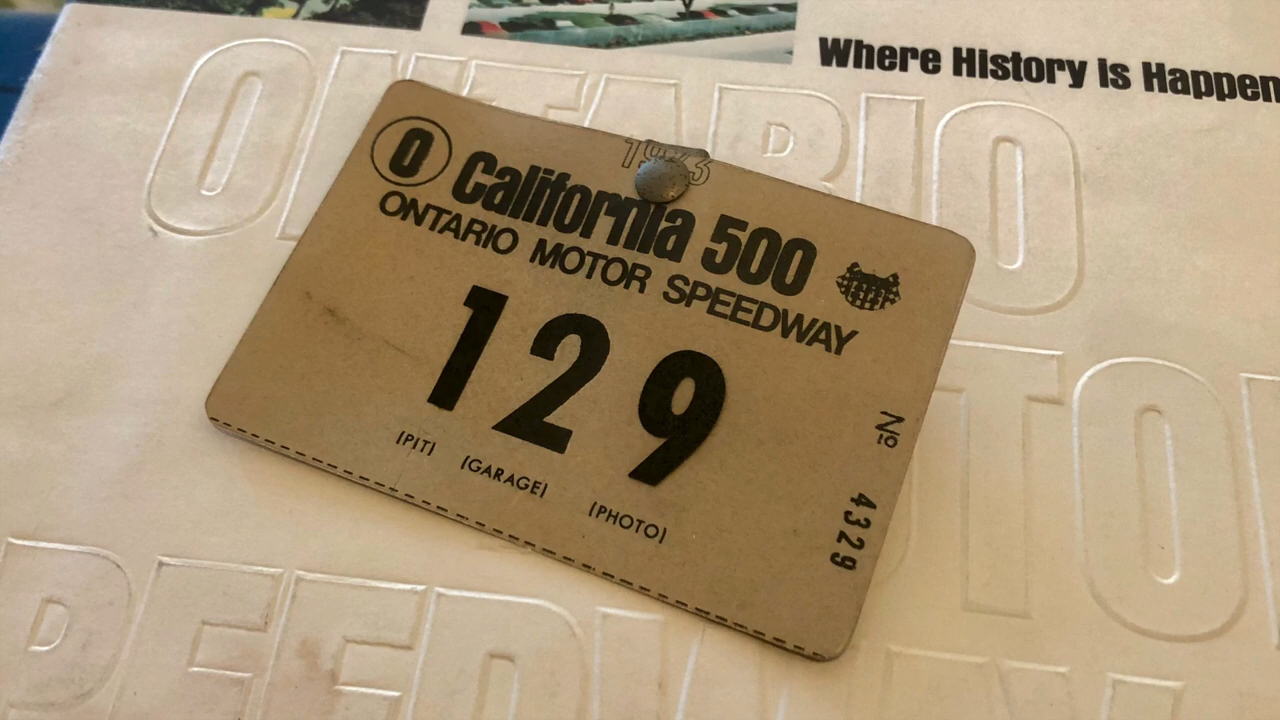 Where History is Happen
ONTARIO
1973
O California 500
ONTARIO MOTOR SPEEDWAY
129
(PIT) (GARAGE) (PHOTO)
Nº 4329